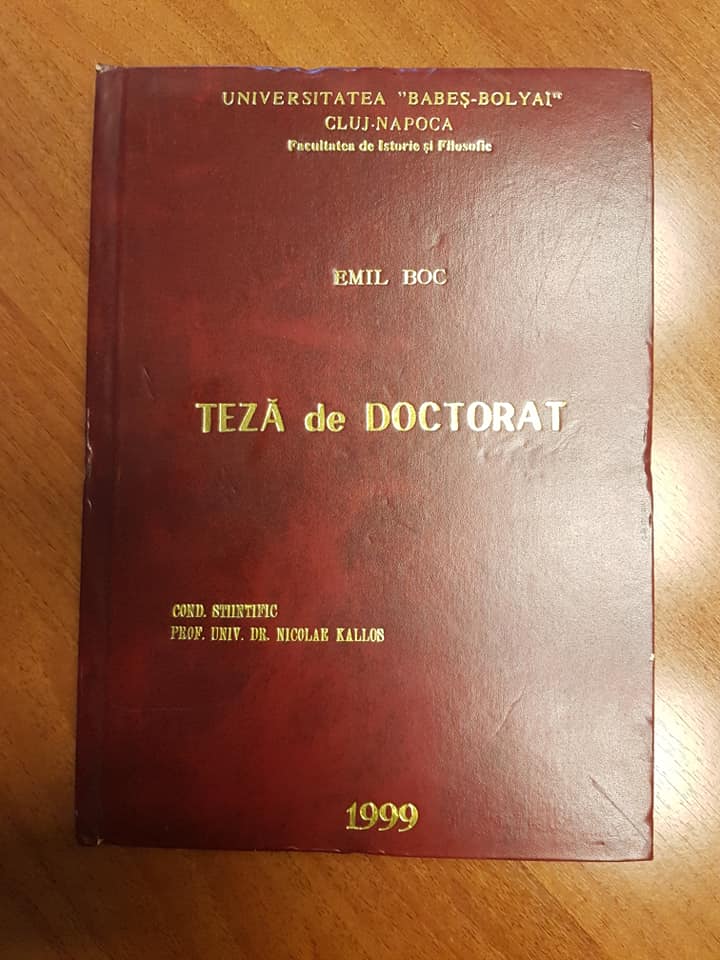 UNIVERSITATEA "BABEŞ-BOLYAI"
CLUJ-NAPOCA
Facultatea de Istorie şi Filosofie
EMIL BOC
TEZĂ de DOCTORAT
COND. STIINTIFIC
PROF. UNIV. DR. NICOLAE KALLOS
1999